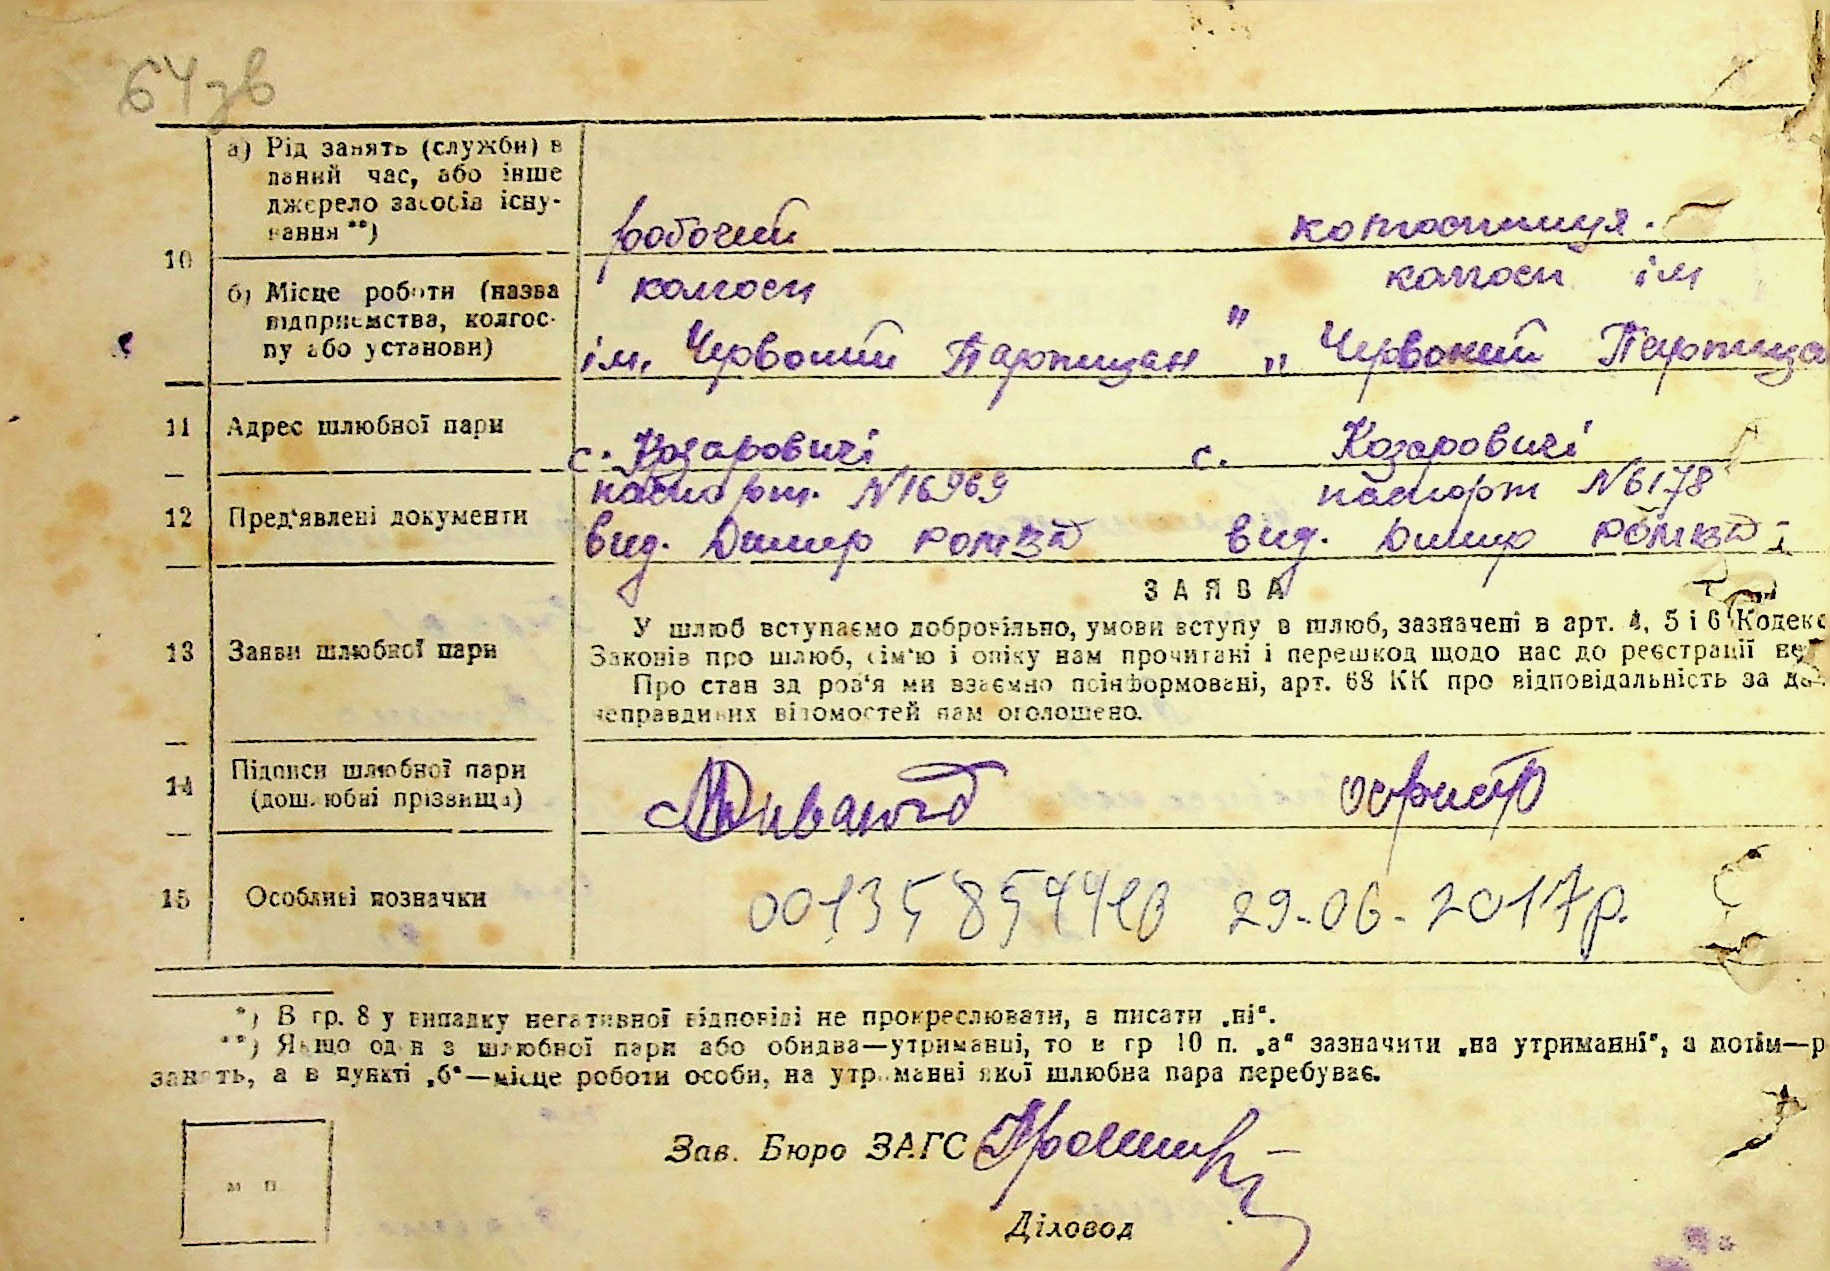 64зв
а) Рід занять (служби) в
даний час, або інше
джерело засобів існу-
вання **)
робочий колгоспниця.
10
б) Місце роботи (назва
підприємства, колгос-
пу або установи)
колгосп колгосп ім
ім. Червоний Партизан " „ Червоний Партиза
11 Адрес шлюбної пари
с. Козаровичі с. Козаровичі
12 Пред'явлені документи
паспорт. №16969 паспорт №6178
вид. Димер РОМ вид. Димер РОМ
13 Заяви шлюбної пари
ЗАЯВА
У шлюб вступаємо добровільно, умови вступу в шлюб, зазначені в арт. 4, 5 і 6 Кодекс
Законів про шлюб, сім'ю і опіку нам прочитані і перешкод щодо нас до реєстрації не
Про стан здоров'я ми взаємно поінформовані, арт. 68 КК про відповідальність за да
неправдивих відомостей нам оголошено.
14 Підписи шлюбної пари
(дошлюбні прізвища)
15 Особливі позначки
29-06-2017р.
*) В гр. 8 у випадку негативної відповіді не прокреслювати, а писати „ні“.
**) Якщо один з шлюбної пари або обидва—утриманці, то в гр 10 п. „а“ зазначити „на утриманні“, а потім—р
занять, а в пункті „б“—місце роботи особи, на утриманні якої шлюбна пара перебуває.
Зав. Бюро ЗАГС
м п
Діловод